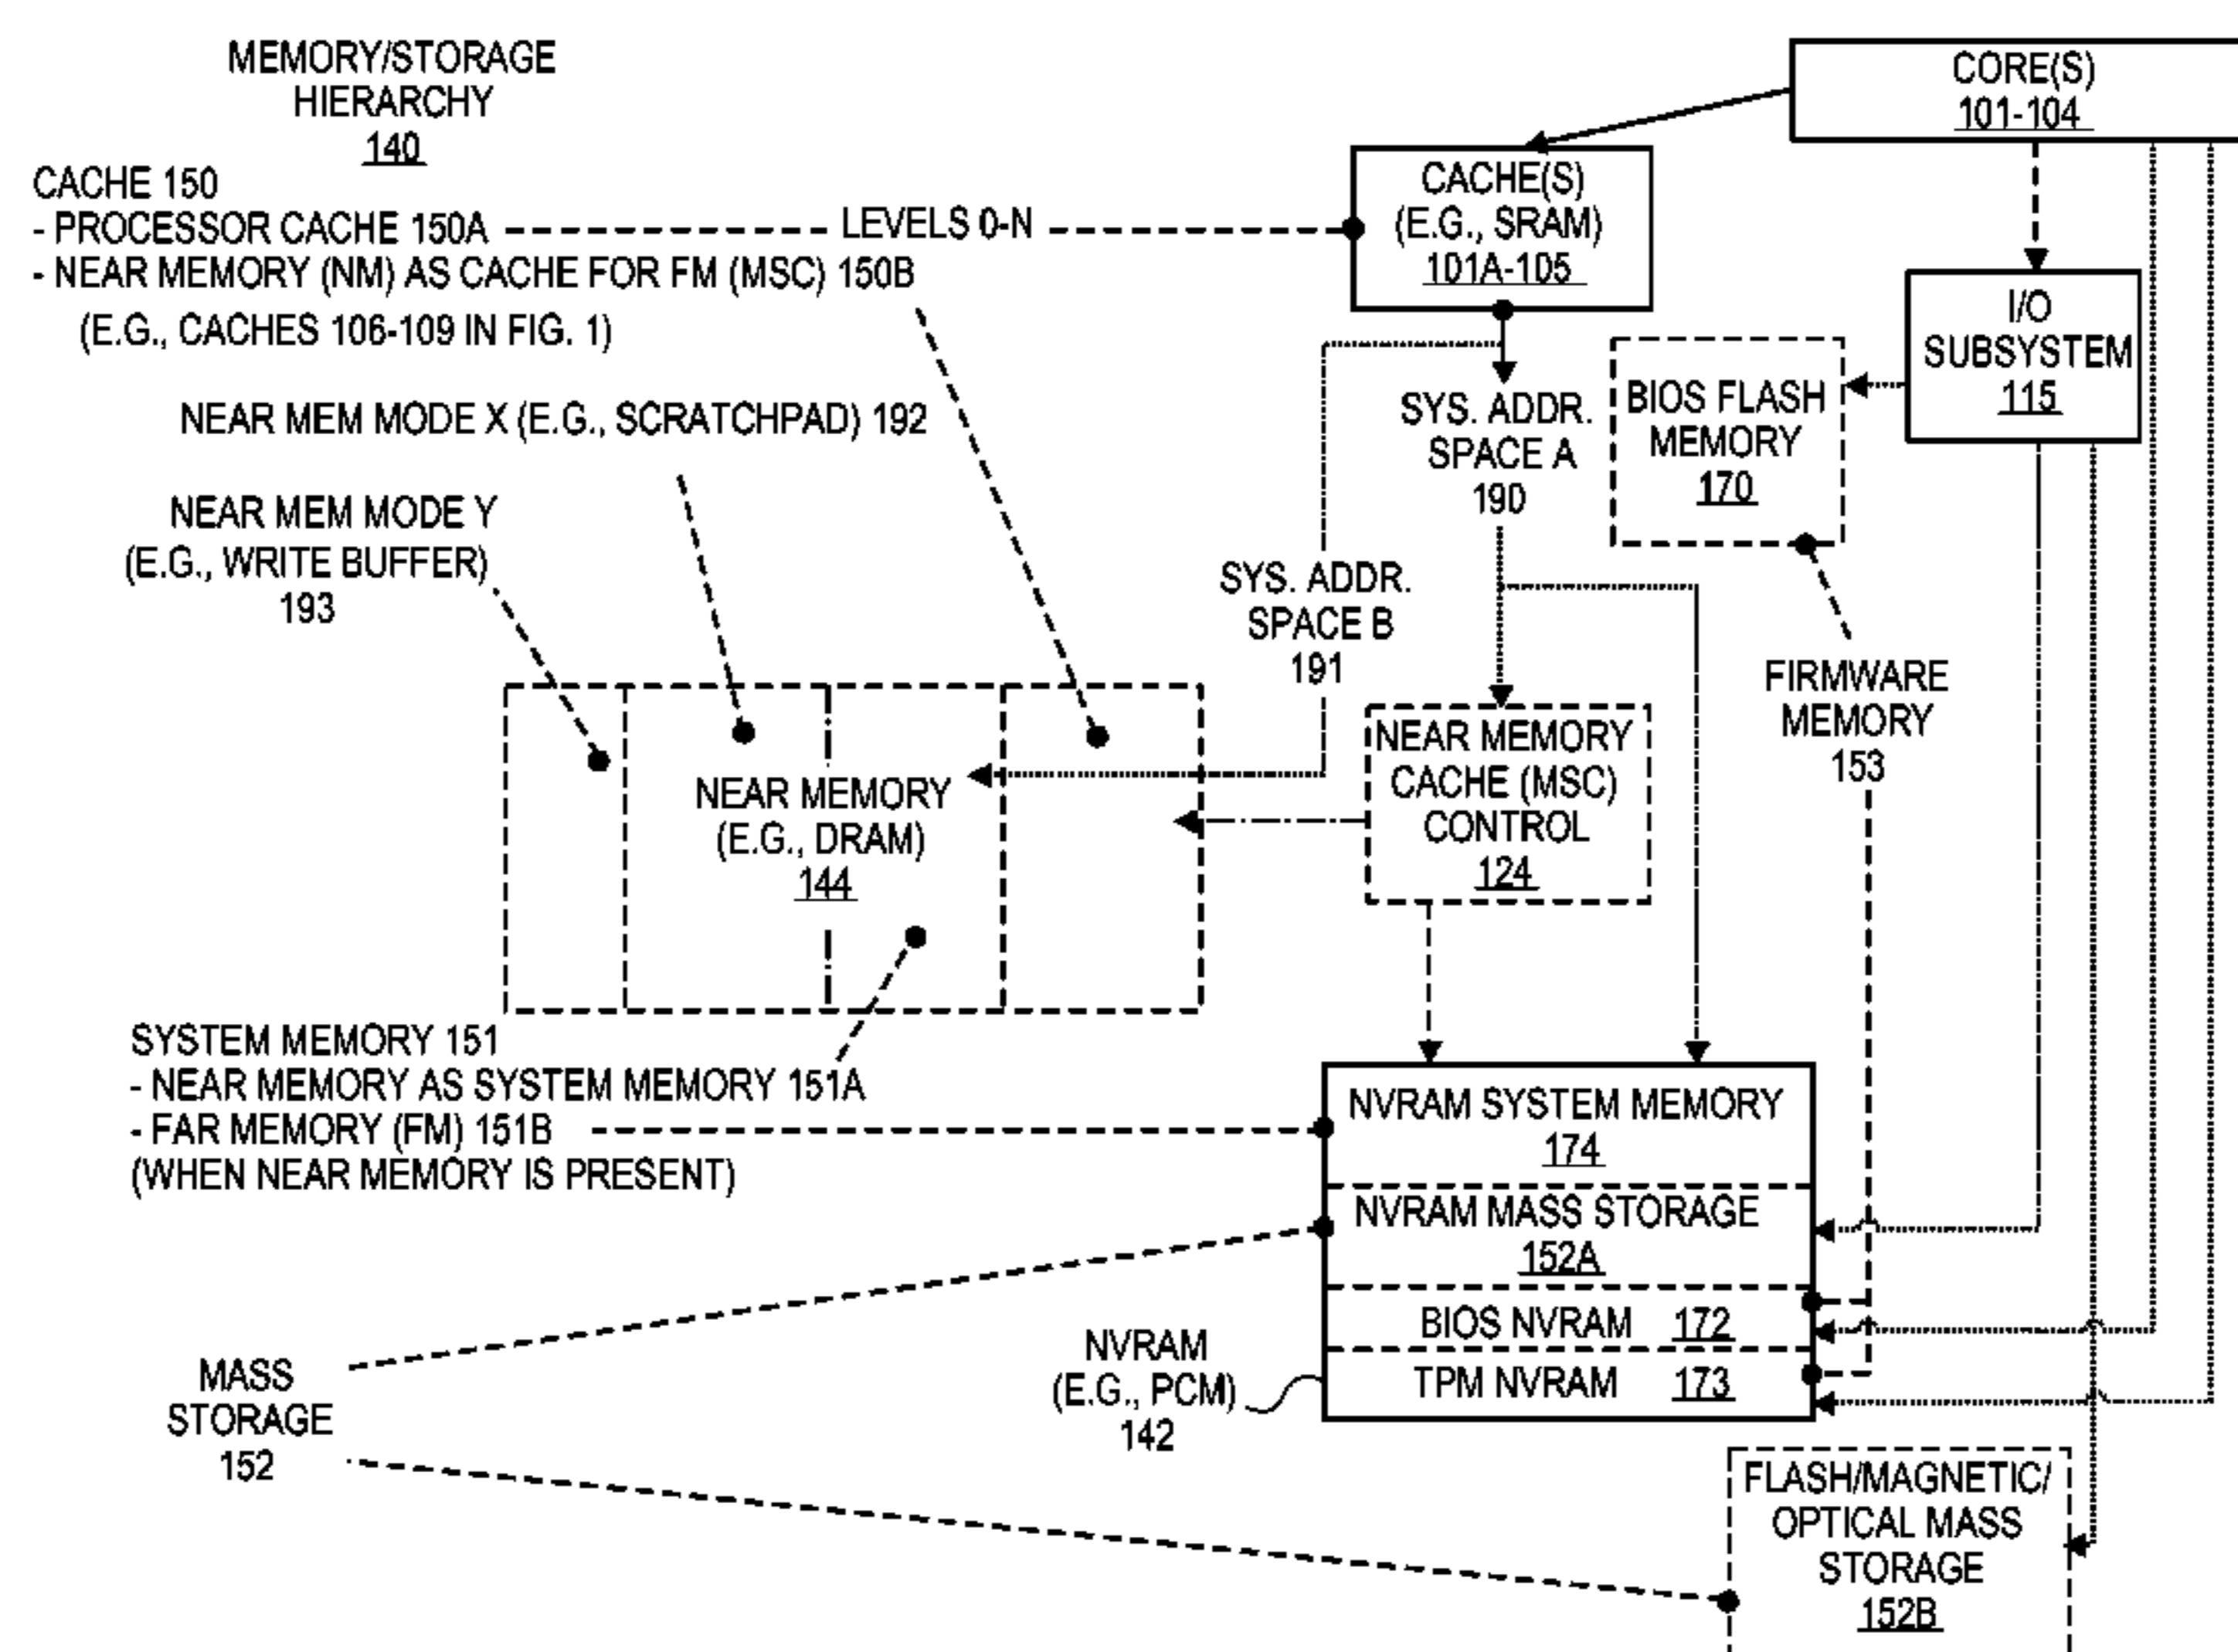 MEMORY/STORAGE
HIERARCHY
140
CACHE 150
- PROCESSOR CACHE 150A
LEVELS 0-N
- NEAR MEMORY (NM) AS CACHE FOR FM (MSC) 150B
(E.G., CACHES 106-109 IN FIG. 1)
NEAR MEM MODE X (E.G., SCRATCHPAD) 192
NEAR MEM MODE Y
(E.G., WRITE BUFFER)
193
CORE(S)
101-104
CACHE(S)
(E.G., SRAM)
101A-105
I/O
SUBSYSTEM
115
SYS. ADDR.
SPACE A
190
BIOS FLASH
MEMORY
170
SYS. ADDR.
SPACE B
191
FIRMWARE
MEMORY
153
NEAR MEMORY
(E.G., DRAM)
144
NEAR MEMORY
CACHE (MSC)
CONTROL
124
SYSTEM MEMORY 151
- NEAR MEMORY AS SYSTEM MEMORY 151A
- FAR MEMORY (FM) 151B
(WHEN NEAR MEMORY IS PRESENT)
NVRAM SYSTEM MEMORY
174
NVRAM MASS STORAGE
152A
BIOS NVRAM 172
TPM NVRAM 173
NVRAM
(E.G., PCM)
142
MASS
STORAGE
152
FLASH/MAGNETIC/
OPTICAL MASS
STORAGE
152B